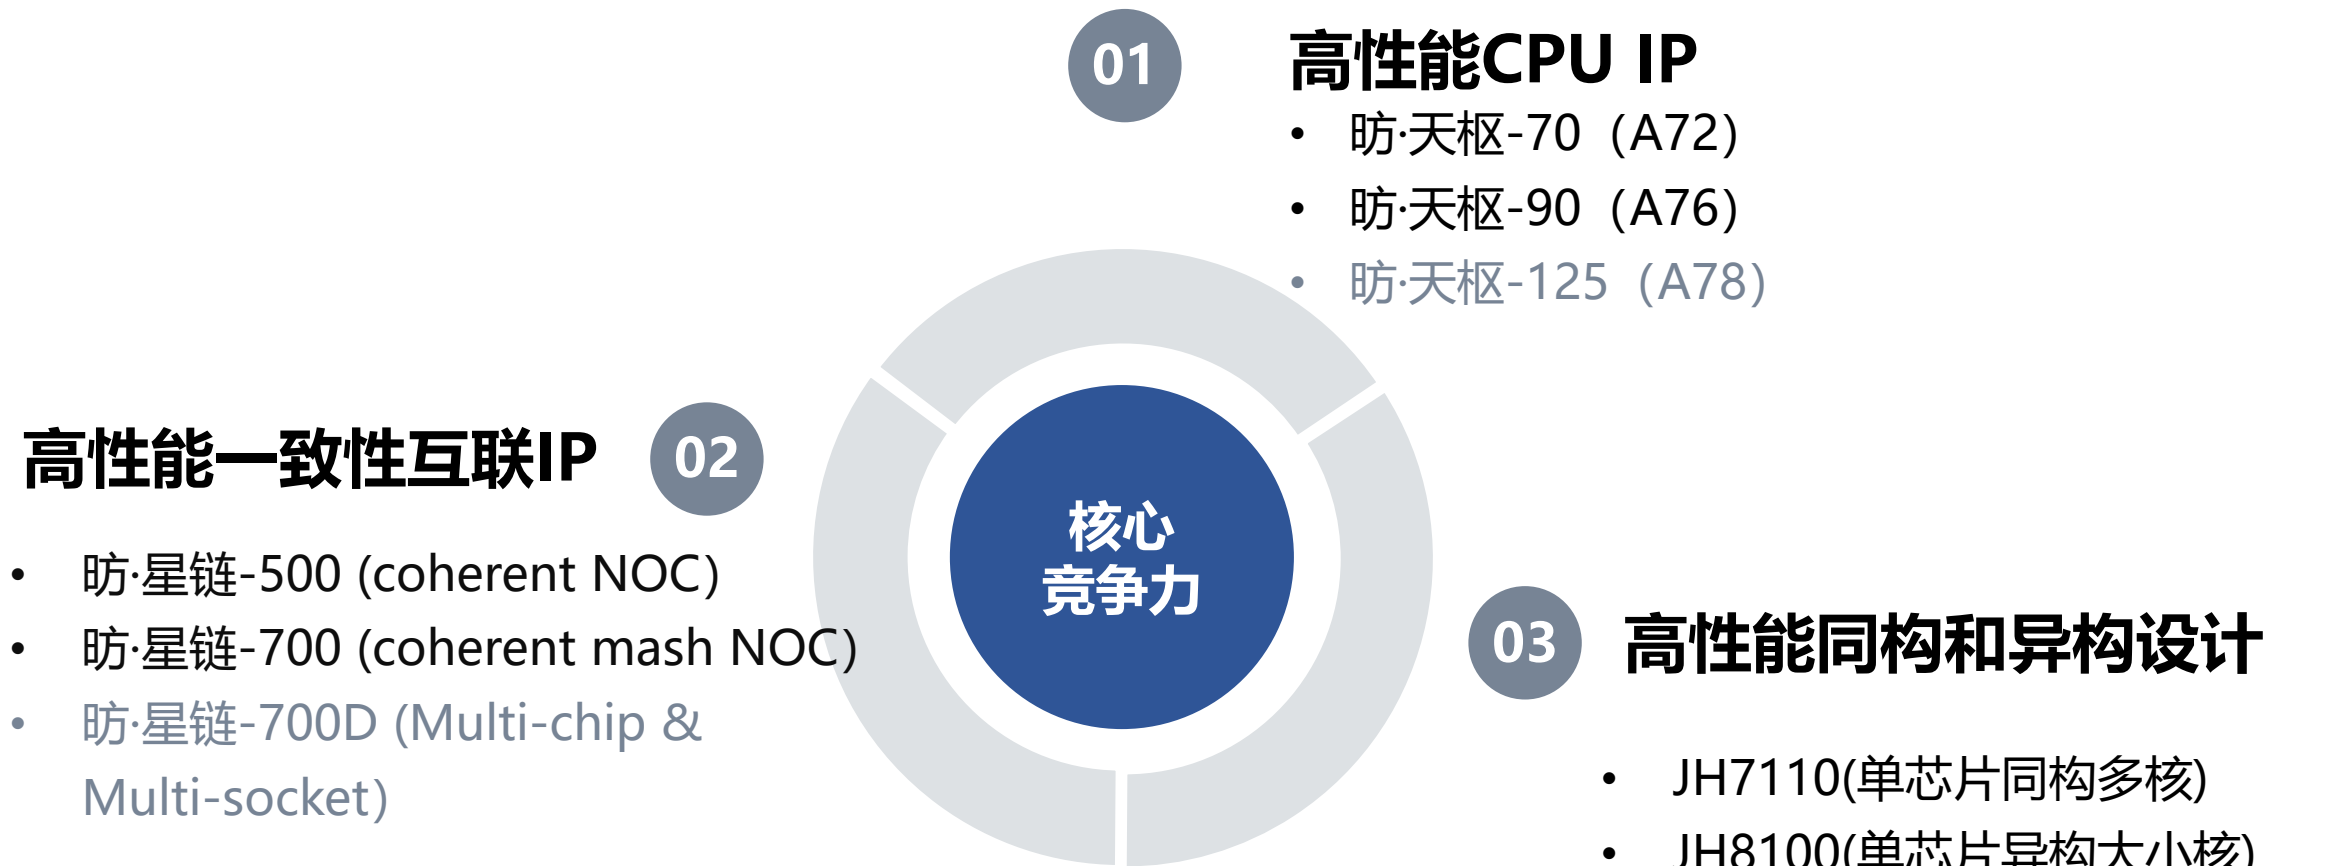 01
高性能CPU IP
• 昉·天枢-70（A72）
• 昉·天枢-90（A76）
• 昉·天枢-125（A78）
高性能一致性互联IP
02
• 昉·星链-500 (coherent NOC）
• 昉·星链-700 (coherent mash NOC）
• 昉·星链-700D (Multi-chip &
Multi-socket）
核心
竞争力
03
高性能同构和异构设计
• JH7110(单芯片同构多核)
• JH8100(单芯片异构大小核)